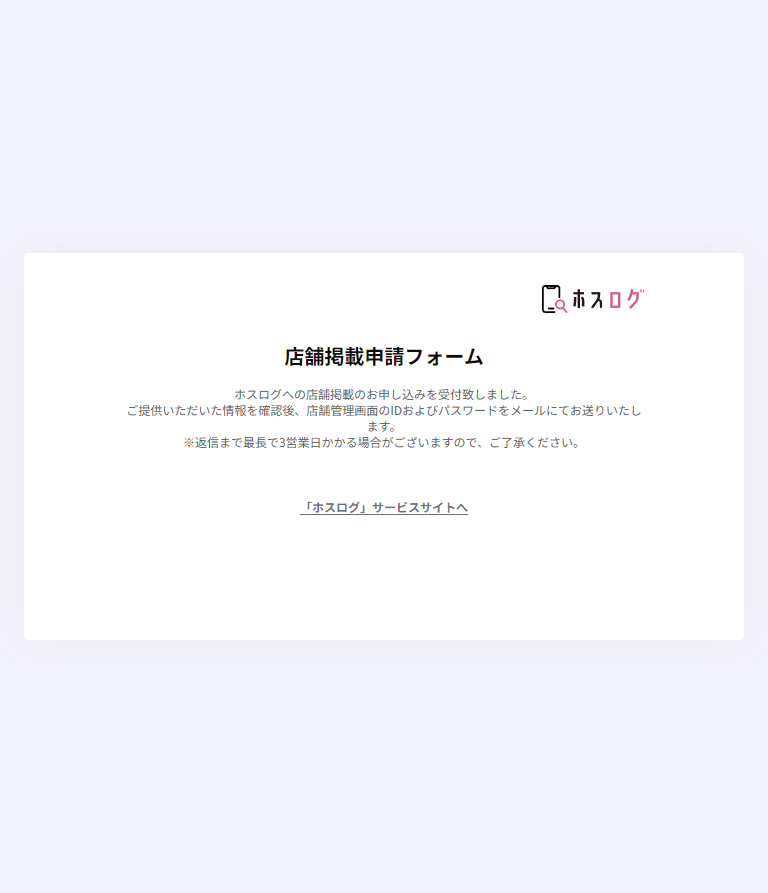 ホスログ
店舗掲載申請フォーム
ホスログへの店舗掲載のお申し込みを受付致しました。
ご提供いただいた情報を確認後、店舗管理画面のIDおよびパスワードをメールにてお送りいたし
ます。
※返信まで最長で3営業日かかる場合がございますので、ご了承ください。
「ホスログ」サービスサイトへ